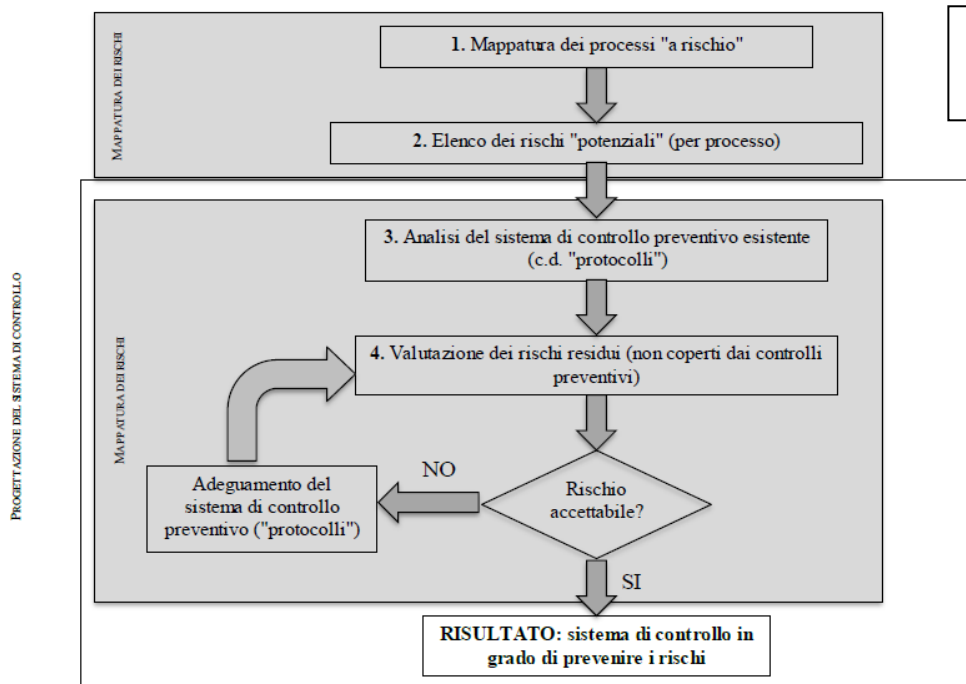 MAPPATURA DEI RISCHI
1. Mappatura dei processi "a rischio"
2. Elenco dei rischi "potenziali" (per processo)
PROGETTAZIONE DEL SISTEMA DI CONTROLLO
MAPPATURA DEI RISCHI
3. Analisi del sistema di controllo preventivo esistente
(c.d. "protocolli")
4. Valutazione dei rischi residui (non coperti dai controlli
preventivi)
NO
Adeguamento del
sistema di controllo
preventivo ("protocolli")
Rischio
accettabile?
SI
RISULTATO: sistema di controllo in
grado di prevenire i rischi